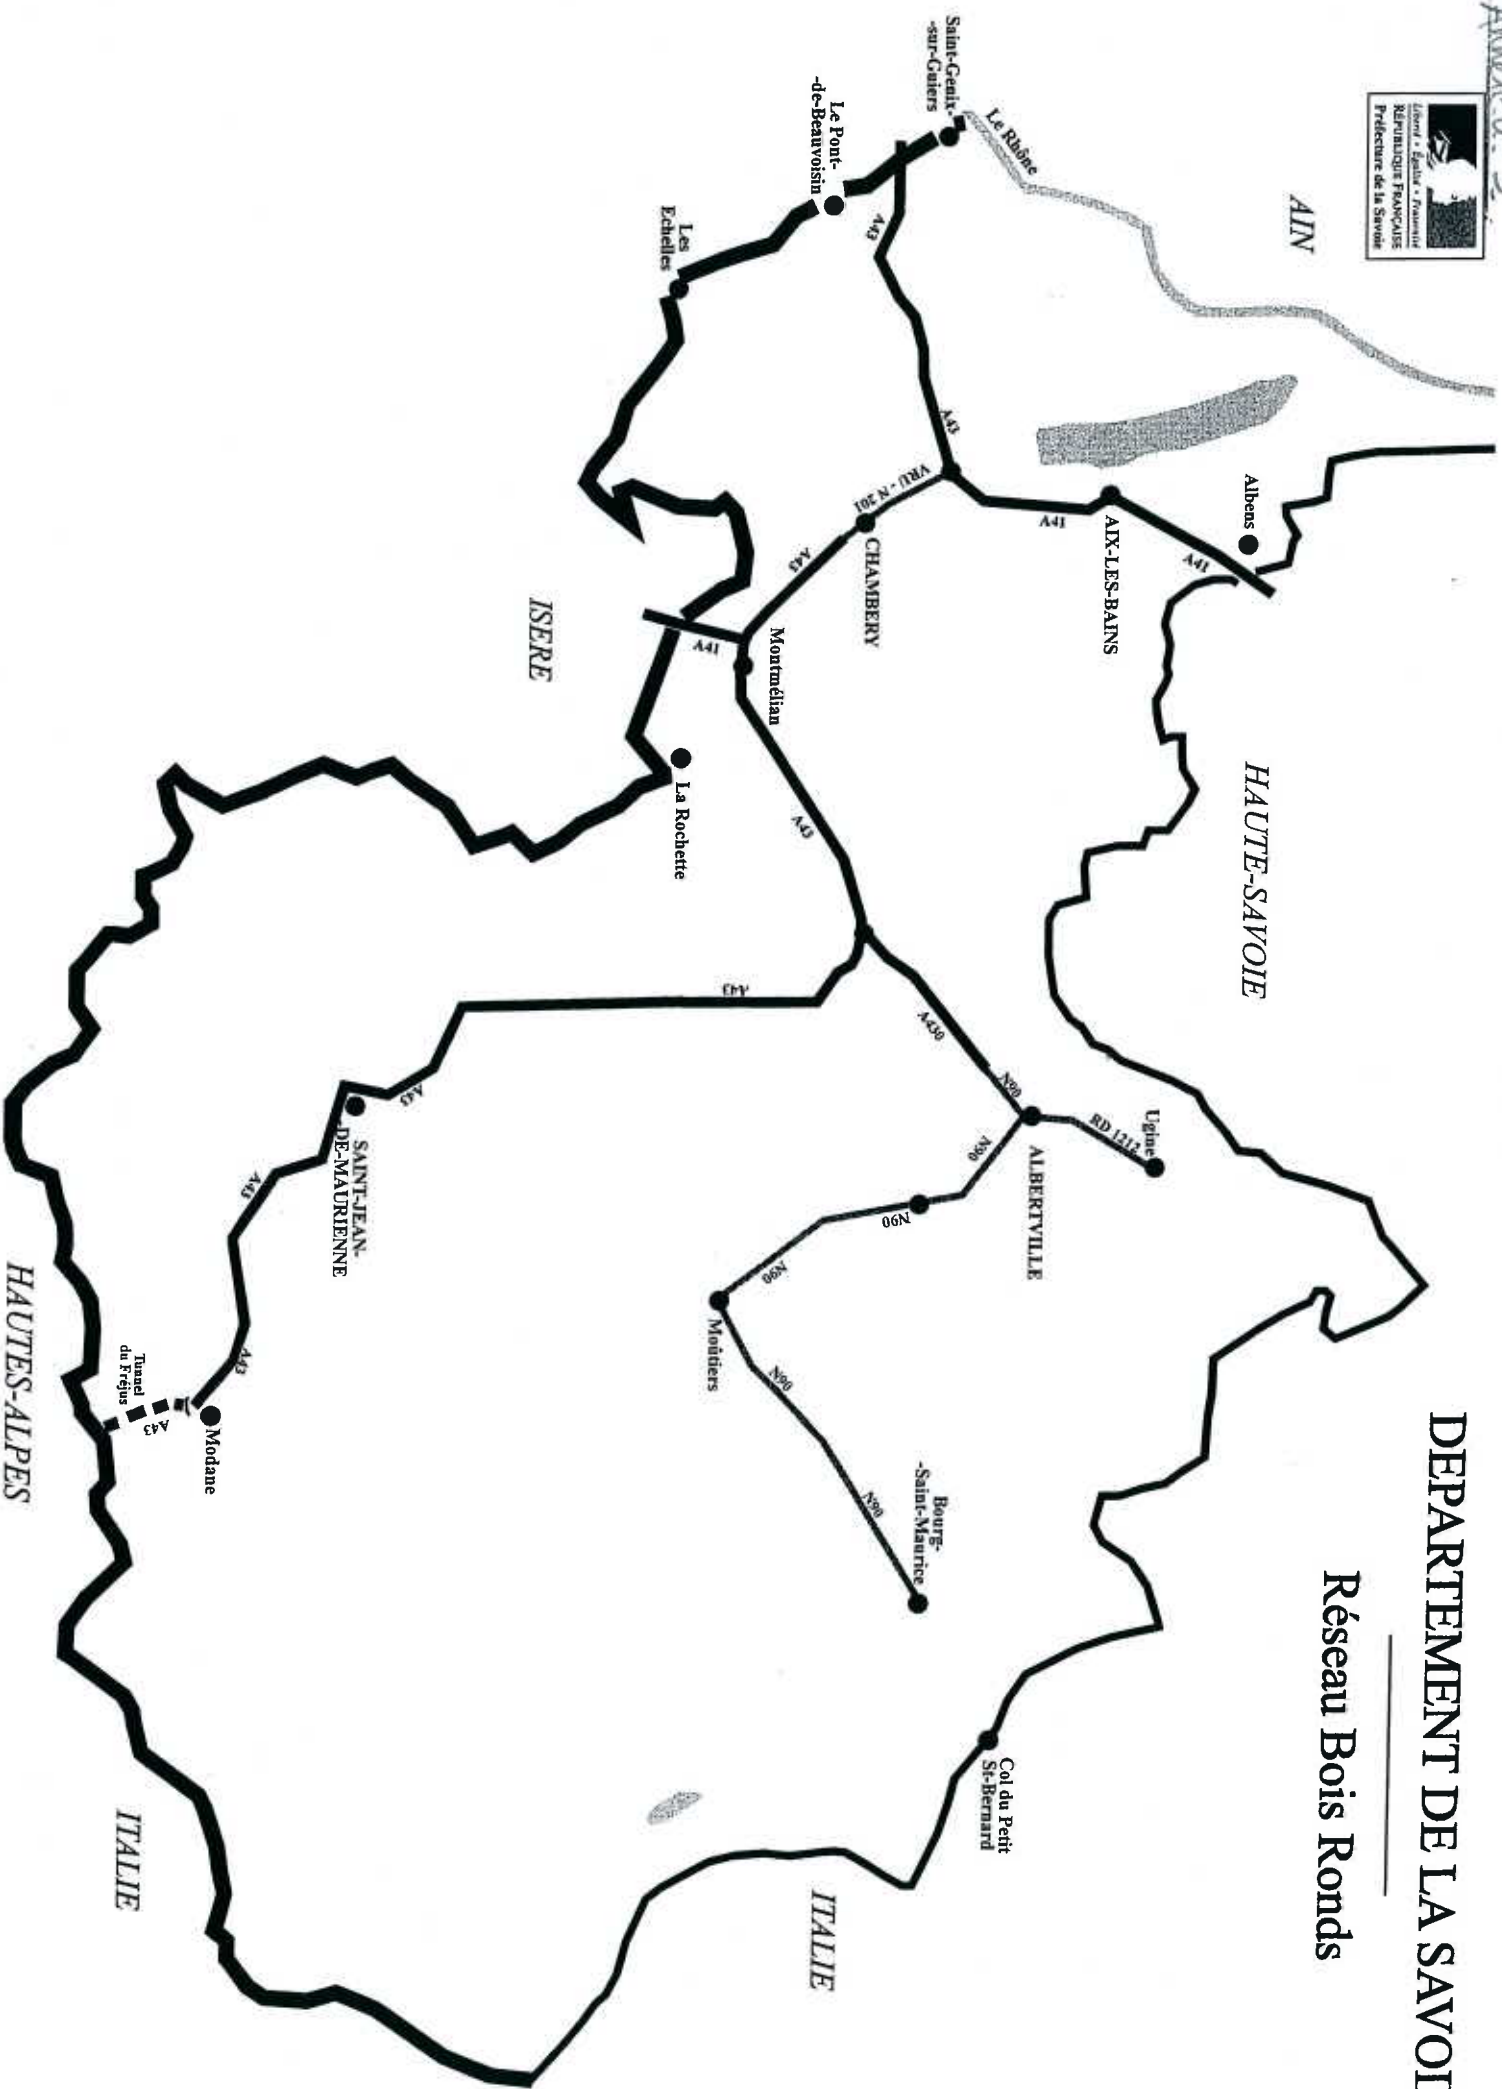 Liberté • Égalité • Fraternité
RÉPUBLIQUE FRANÇAISE
Préfecture de la Savoie
DEPARTEMENT DE LA SAVOI
Réseau Bois Ronds
AIN
HAUTE-SAVOIE
Le Rhône
Albens
A41
AIX-LES-BAINS
A41
Ugine
RD 1212
Saint-Genix-
-sur-Guiers
A43
A43
VRU - N 201
CHAMBERY
A43
Le Pont-
-de-Beauvoisin
Les
Echelles
Montmélian
A41
A43
La Rochette
ISERE
A430
N90
ALBERTVILLE
N90
N90
N90
Moûtiers
N90
N90
Bourg-
-Saint-Maurice
Col du Petit
St-Bernard
ITALIE
A43
A43
SAINT-JEAN-
-DE-MAURIENNE
A43
A43
Modane
Tunnel
du Fréjus
A43
HAUTES-ALPES
ITALIE